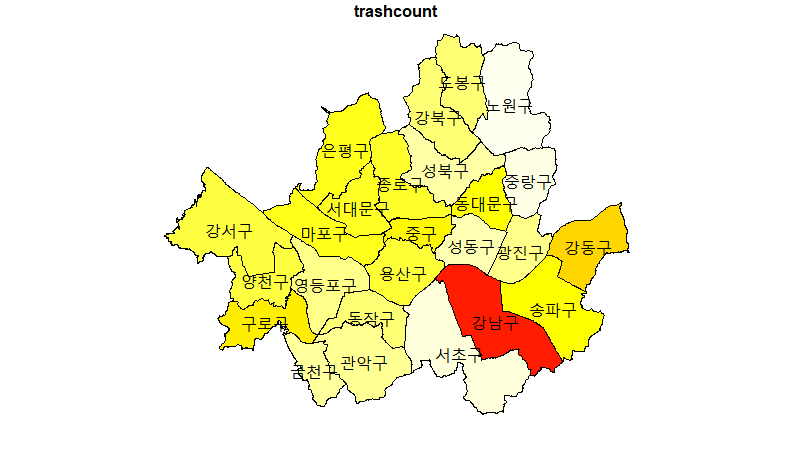 trashcount
도봉구
노원구
강북구
은평구
성북구
종로구
중랑구
서대문구
동대문구
강서구
마포구
중구
성동구
광진구
강동구
용산구
양천구
영등포구
송파구
구로구
동작구
강남구
서초구
관악구
금천구